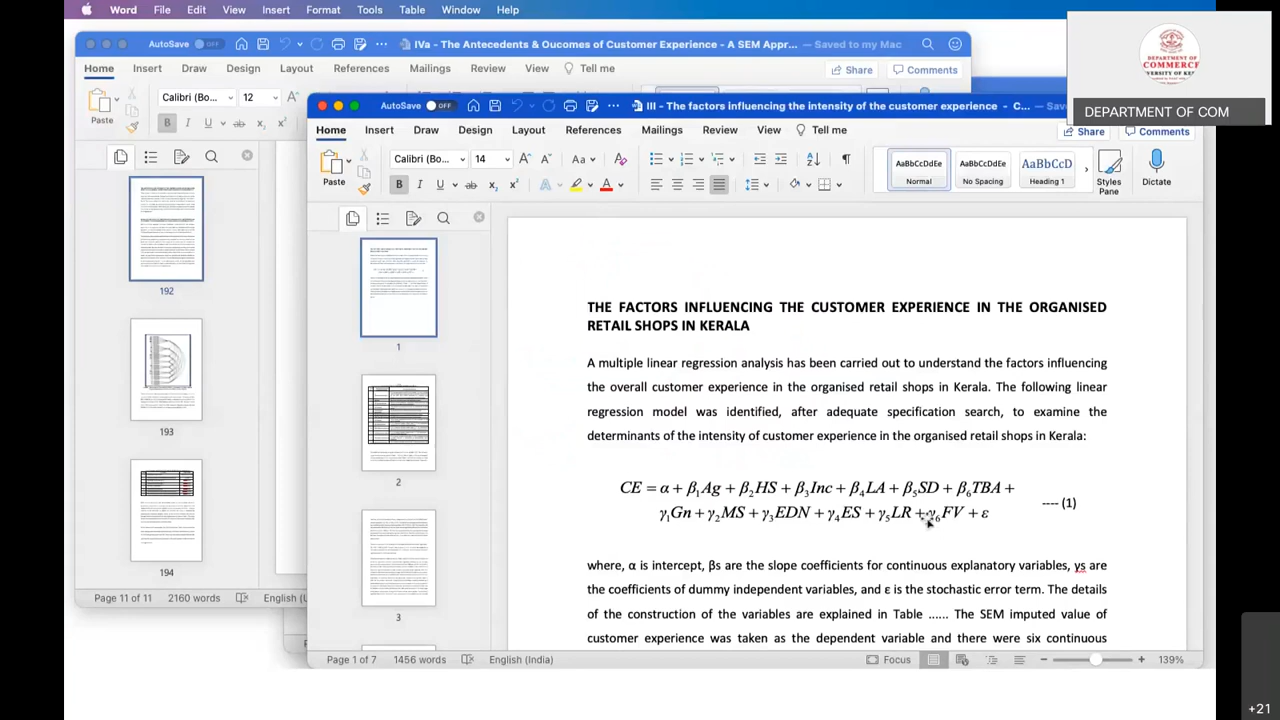 Word File Edit View Insert Format Tools Table Window Help
AutoSave OFF IVa - The Antecedents & Oucomes of Customer Experience - A SEM Appr... — Saved to my Mac
Home Insert Draw Design Layout References Mailings Review View Tell me Share Comments
Paste Calibri (Bo... 12
192
193
194
Page 11 of 11 2160 words English (U
DEPARTMENT OF
COMMERCE
DEPARTMENT OF COM
AutoSave OFF III - The factors influencing the intensity of the customer experience - C... — Save
Home Insert Draw Design Layout References Mailings Review View Tell me Share Comments
Paste Calibri (Bo... 14
AaBbCcDdEe AaBbCcDdEe AaBbCcD
Normal No Spacing Heading 1 Styles Pane Dictate
1
2
3
THE FACTORS INFLUENCING THE CUSTOMER EXPERIENCE IN THE ORGANISED
RETAIL SHOPS IN KERALA
A multiple linear regression analysis has been carried out to understand the factors influencing
the overall customer experience in the organised retail shops in Kerala. The following linear
regression model was identified, after adequate specification search, to examine the
determinants of the intensity of customer experience in the organised retail shops in Kerala:
CE = α + β₁Ag + β₂HS + β₃Inc + β₄LA + β₅SD + β₆TBA +
γ₁Gn + γ₂MS + γ₃EDN + γ₄ES + γ₅LR + γ₆FV + ε ---- (1)
where, α is intercept, βs are the slope coefficients for continuous explanatory variables, γs are
the coefficients of dummy independent variables, and ε is the stochastic error term. The details
of the construction of the variables are explained in Table ...... The SEM imputed value of
customer experience was taken as the dependent variable and there were six continuous
Page 1 of 7 1456 words English (India) Focus 139%
+21